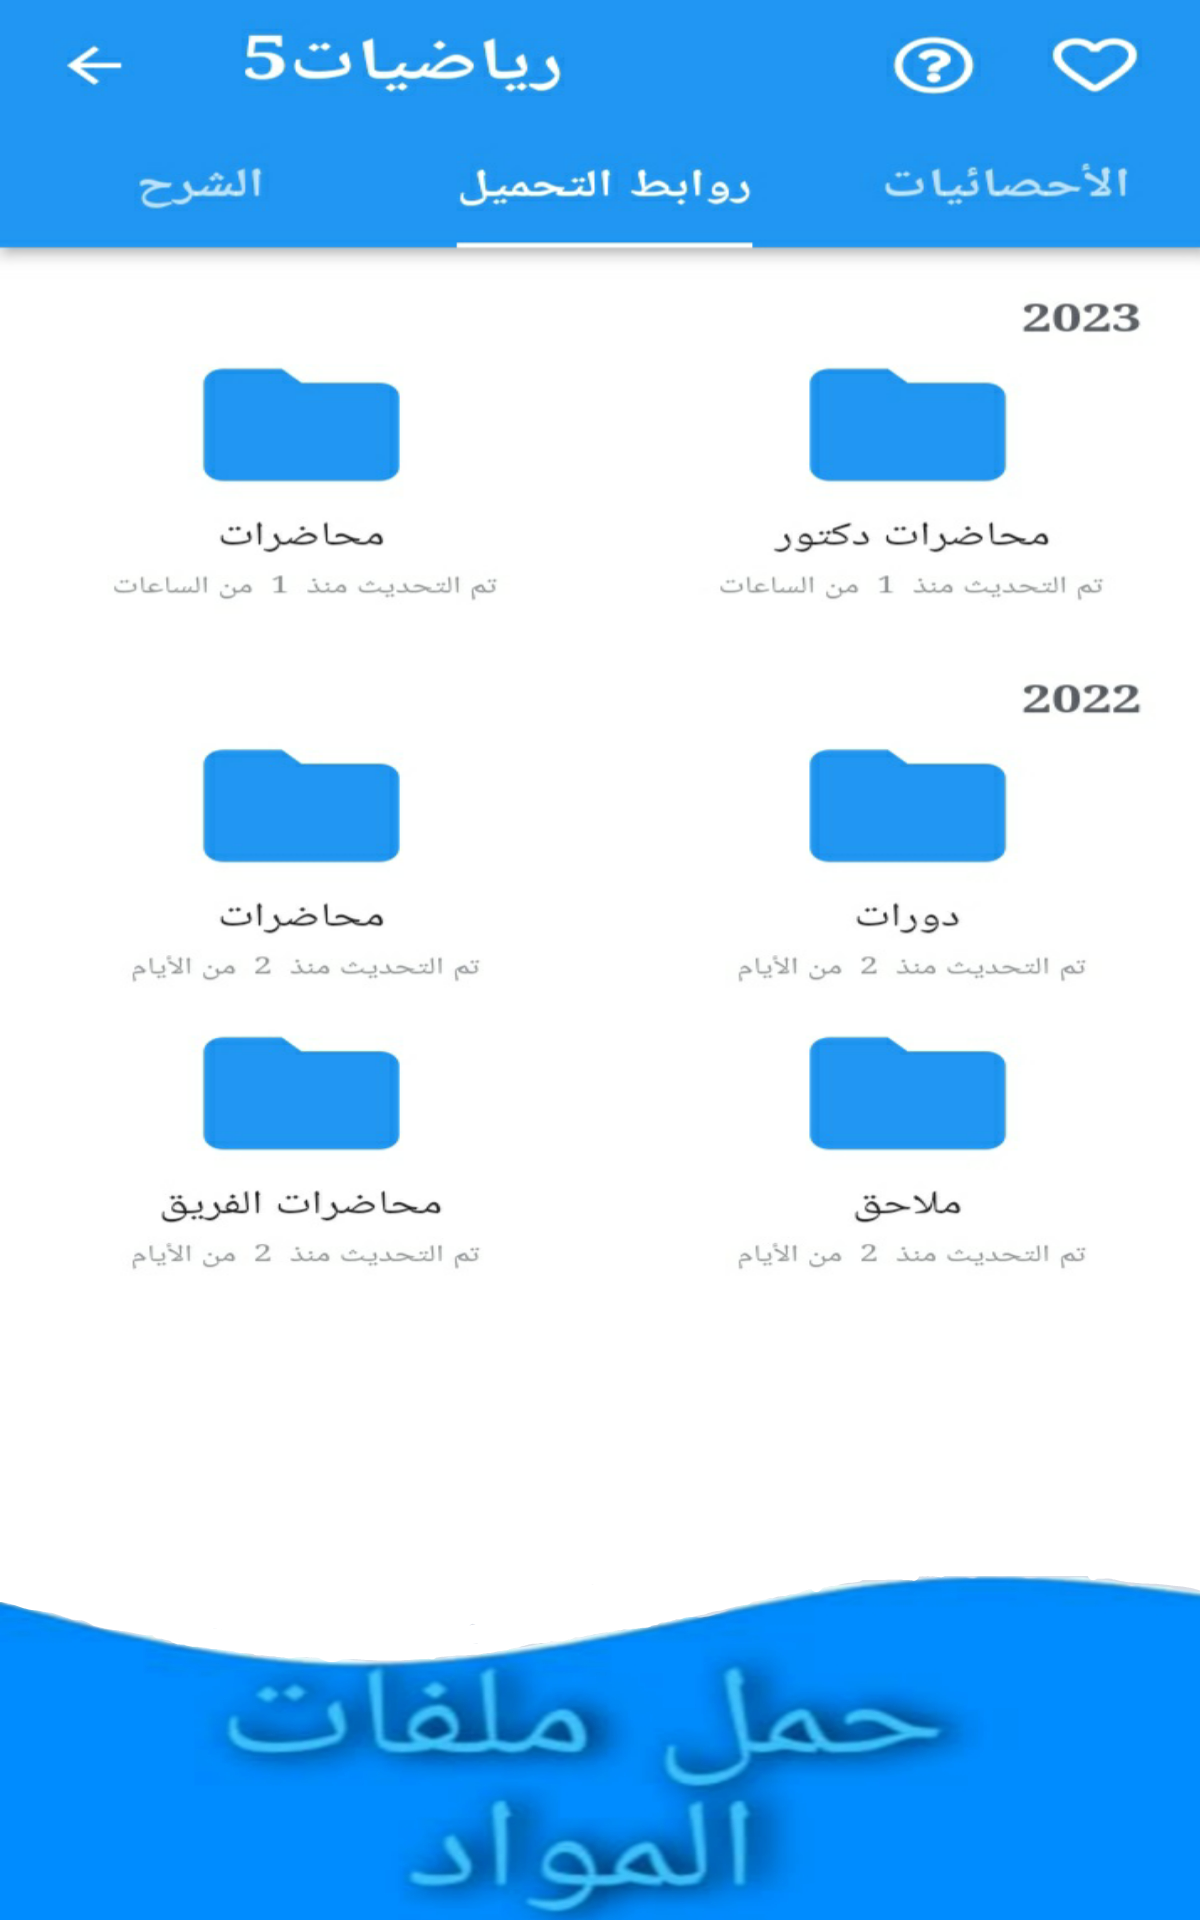 رياضيات5
الأحصائيات
روابط التحميل
الشرح
2023
محاضرات دكتور
تم التحديث منذ 1 من الساعات
محاضرات
تم التحديث منذ 1 من الساعات
2022
دورات
تم التحديث منذ 2 من الأيام
محاضرات
تم التحديث منذ 2 من الأيام
ملاحق
تم التحديث منذ 2 من الأيام
محاضرات الفريق
تم التحديث منذ 2 من الأيام
حمل ملفات
المواد